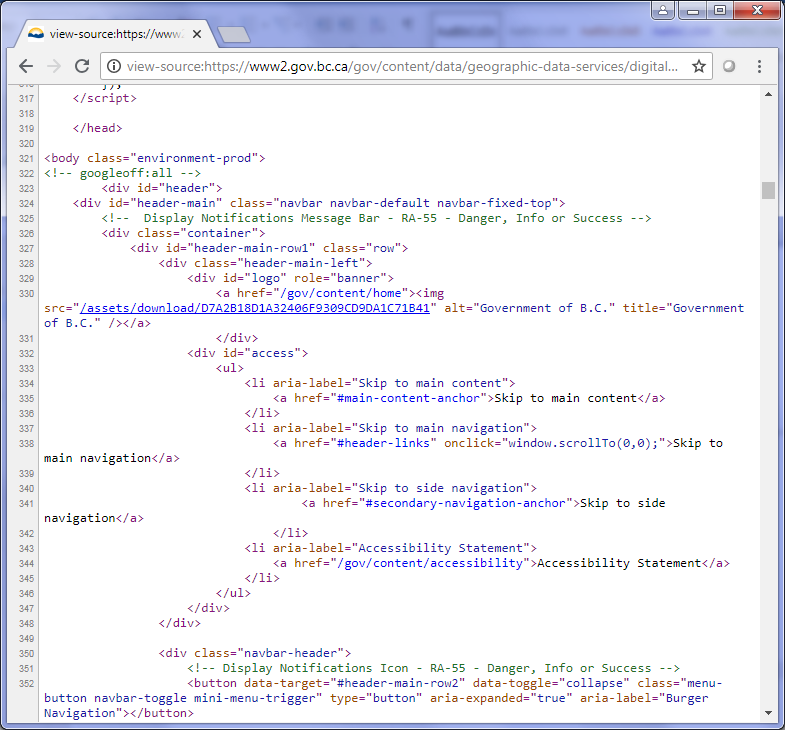 view-source:https://www2
view-source:https://www2.gov.bc.ca/gov/content/data/geographic-data-services/digital...
});
317 </script>
318
319 </head>
320
321 <body class="environment-prod">
322 <!-- googleoff:all -->
323 <div id="header">
324 <div id="header-main" class="navbar navbar-default navbar-fixed-top">
325 <!--  Display Notifications Message Bar - RA-55 - Danger, Info or Success -->
326 <div class="container">
327 <div id="header-main-row1" class="row">
328 <div class="header-main-left">
329 <div id="logo" role="banner">
330 <a href="/gov/content/home"><img
src="/assets/download/D7A2B18D1A32406F9309CD9DA1C71B41" alt="Government of B.C." title="Government
of B.C." /></a>
331 </div>
332 <div id="access">
333 <ul>
334 <li aria-label="Skip to main content">
335 <a href="#main-content-anchor">Skip to main content</a>
336 </li>
337 <li aria-label="Skip to main navigation">
338 <a href="#header-links" onclick="window.scrollTo(0,0);">Skip to
main navigation</a>
339 </li>
340 <li aria-label="Skip to side navigation">
341 <a href="#secondary-navigation-anchor">Skip to side
navigation</a>
342 </li>
343 <li aria-label="Accessibility Statement">
344 <a href="/gov/content/accessibility">Accessibility Statement</a>
345 </li>
346 </ul>
347 </div>
348 </div>
349
350 <div class="navbar-header">
351 <!-- Display Notifications Icon - RA-55 - Danger, Info or Success -->
352 <button data-target="#header-main-row2" data-toggle="collapse" class="menu-
button navbar-toggle mini-menu-trigger" type="button" aria-expanded="true" aria-label="Burger
Navigation"></button>